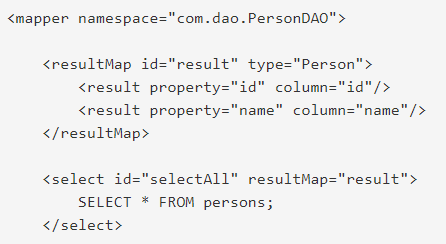 <mapper namespace="com.dao.PersonDAO">
<resultMap id="result" type="Person">
<result property="id" column="id"/>
<result property="name" column="name"/>
</resultMap>
<select id="selectAll" resultMap="result">
SELECT * FROM persons;
</select>